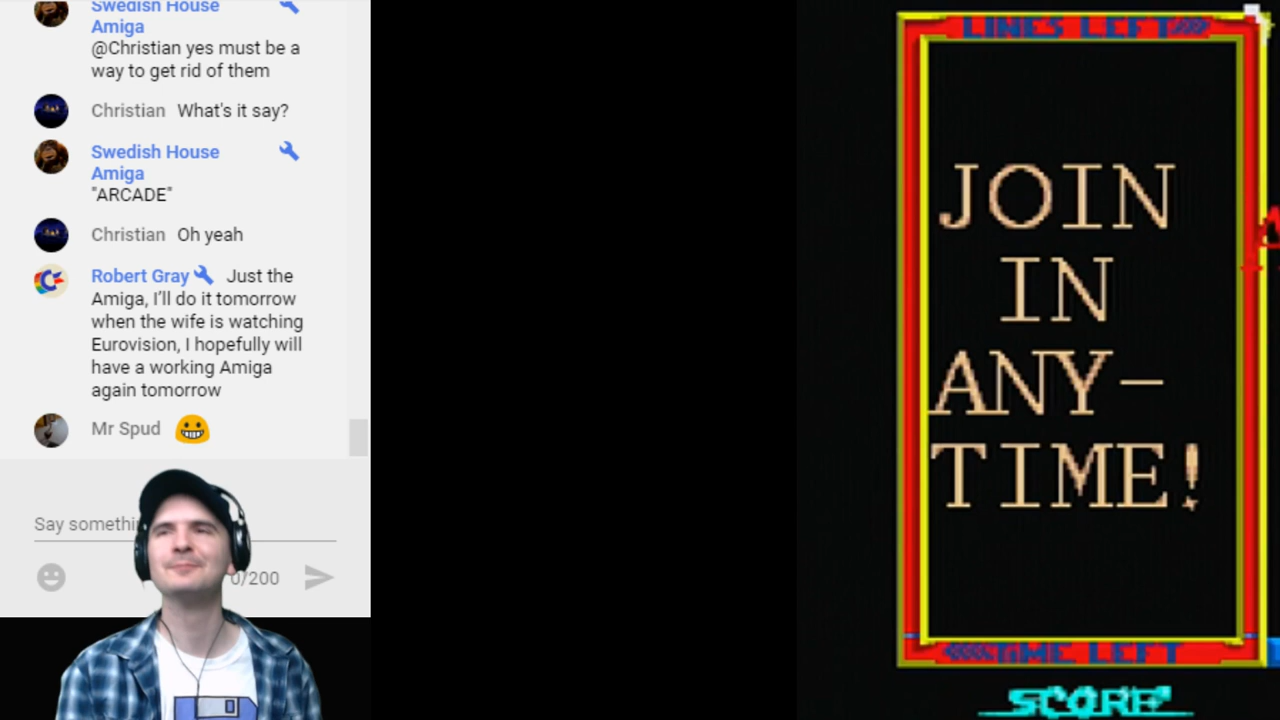 Swedish House
Amiga
@Christian yes must be a
way to get rid of them
Christian What's it say?
Swedish House
Amiga
"ARCADE"
Christian Oh yeah
Robert Gray Just the
Amiga, I'll do it tomorrow
when the wife is watching
Eurovision, I hopefully will
have a working Amiga
again tomorrow
Mr Spud
Say somethi
0/200
LINES LEFT
JOIN
IN
ANY-
TIME!
TIME LEFT
SCORE